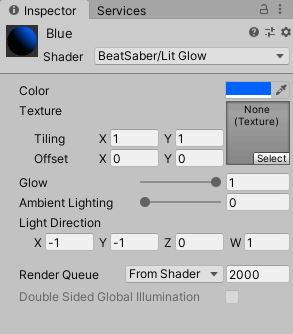 Inspector Services
Blue
Shader BeatSaber/Lit Glow
Color
Texture None
(Texture)
Tiling X 1 Y 1
Offset X 0 Y 0
Select
Glow 1
Ambient Lighting 0
Light Direction
X -1 Y -1 Z 0 W 1
Render Queue From Shader 2000
Double Sided Global Illumination